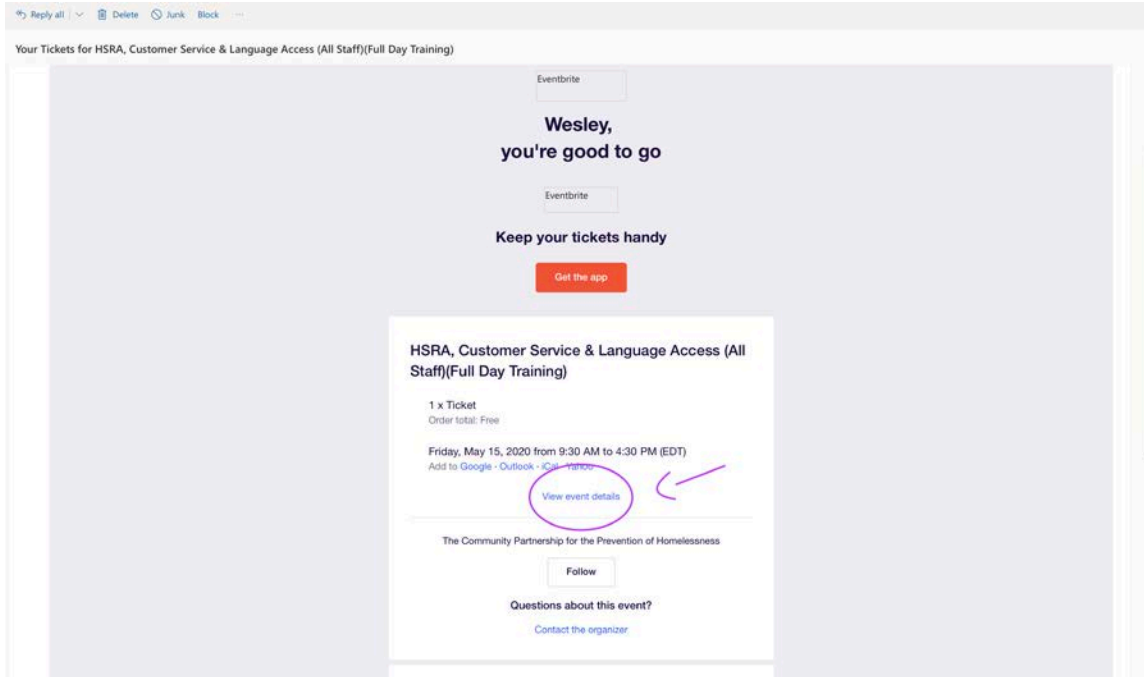 Reply all Delete Junk Block ...
Your Tickets for HSRA, Customer Service & Language Access (All Staff)(Full Day Training)
Eventbrite
Wesley,
you're good to go
Eventbrite
Keep your tickets handy
Get the app
HSRA, Customer Service & Language Access (All
Staff)(Full Day Training)
1 x Ticket
Order total: Free
Friday, May 15, 2020 from 9:30 AM to 4:30 PM (EDT)
Add to Google - Outlook - iCal - Yahoo
View event details
The Community Partnership for the Prevention of Homelessness
Follow
Questions about this event?
Contact the organizer